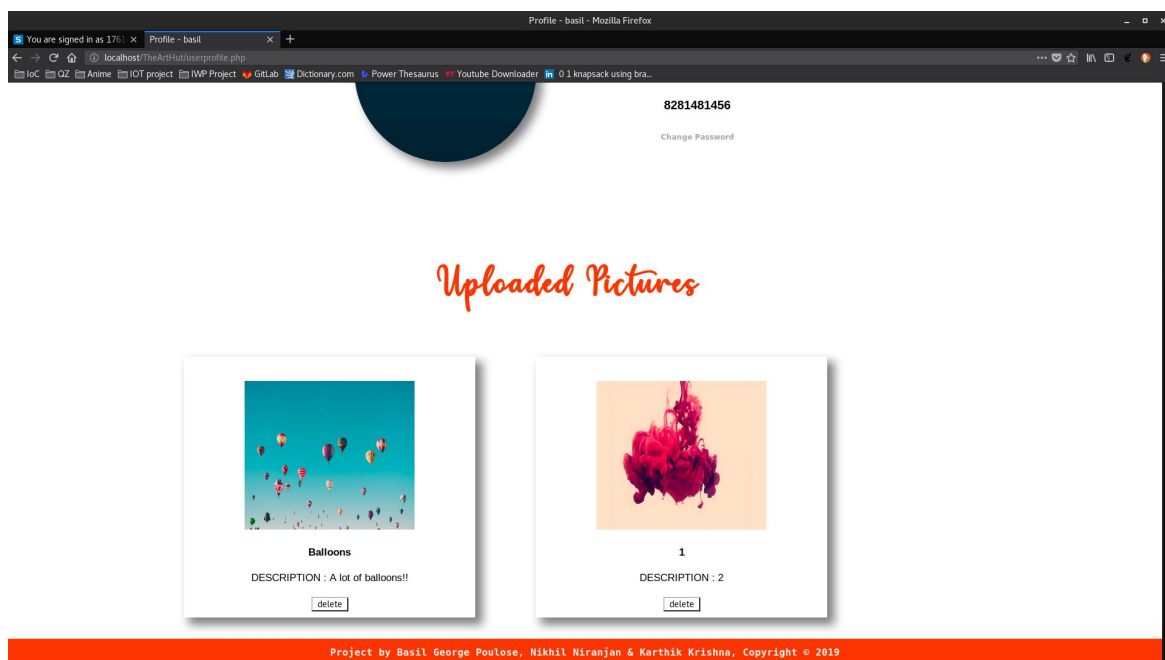 Profile - basil - Mozilla Firefox
You are signed in as 1761
Profile - basil
localhost/TheArtHut/userprofile.php
IoC QZ Anime IOT project IWP Project GitLab Dictionary.com Power Thesaurus Youtube Downloader 0 1 knapsack using bra...
8281481456
Change Password
Uploaded Pictures
Balloons
DESCRIPTION : A lot of balloons!!
delete
1
DESCRIPTION : 2
delete
Project by Basil George Poulose, Nikhil Niranjan & Karthik Krishna, Copyright © 2019